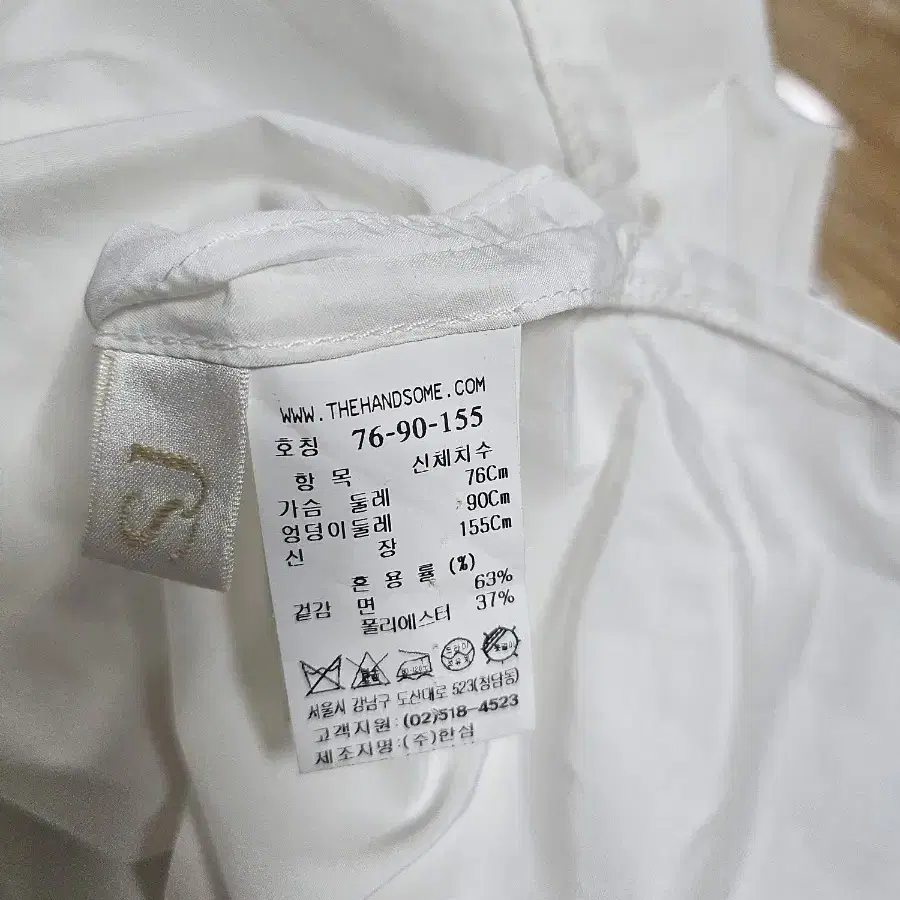 SJ
WWW.THEHANDSOME.COM
호칭 76-90-155
항 목 신체치수
가슴 둘레 76Cm
엉덩이둘레 90Cm
신 장 155Cm
혼 용 률 (%)
겉감 면 63%
폴리에스터 37%
서울시 강남구 도산대로 523(청담동)
고객지원:(02)518-4523
제조자명:(주)한섬